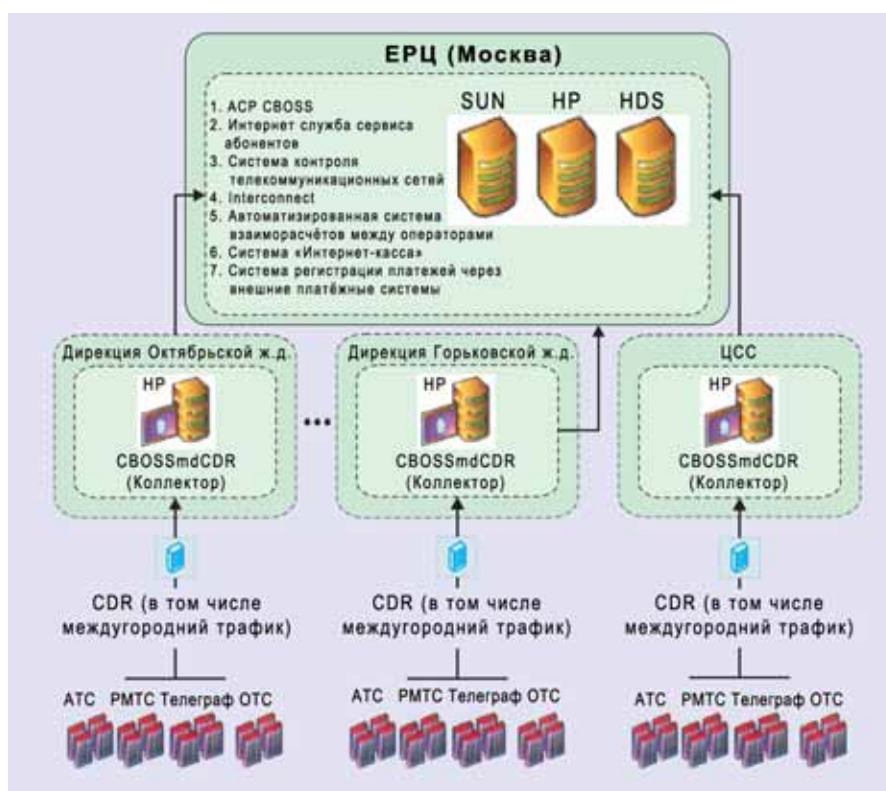 ЕРЦ (Москва)
1. АСР CBOSS
2. Интернет служба сервиса
абонентов
3. Система контроля
телекоммуникационных сетей
4. Interconnect
5. Автоматизированная система
взаиморасчётов между операторами
6. Система «Интернет-касса»
7. Система регистрации платежей через
внешние платёжные системы
SUN HP HDS
Дирекция Октябрьской ж.д.
HP
CBOSSmdCDR
(Коллектор)
...
Дирекция Горьковской ж.д.
HP
CBOSSmdCDR
(Коллектор)
ЦСС
HP
CBOSSmdCDR
(Коллектор)
CDR (в том числе
междугородний трафик)
CDR (в том числе
междугородний трафик)
CDR (в том числе
междугородний трафик)
АТС РМТС Телеграф ОТС
АТС РМТС Телеграф ОТС
АТС РМТС Телеграф ОТС